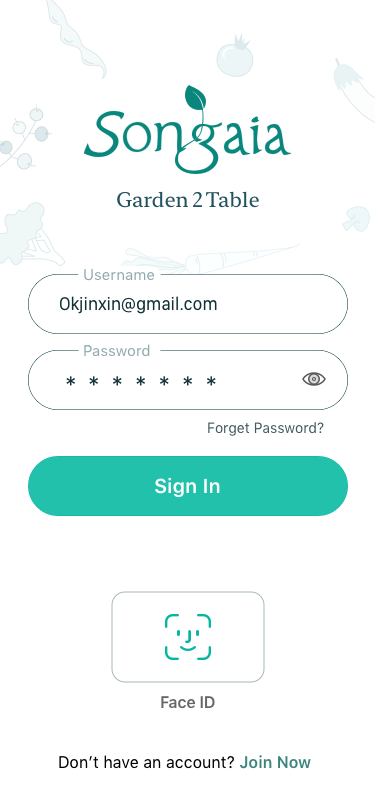 Songaia
Garden 2 Table
Username
Okjinxin@gmail.com
Password
* * * * * * *
Forget Password?
Sign In
Face ID
Don't have an account? Join Now